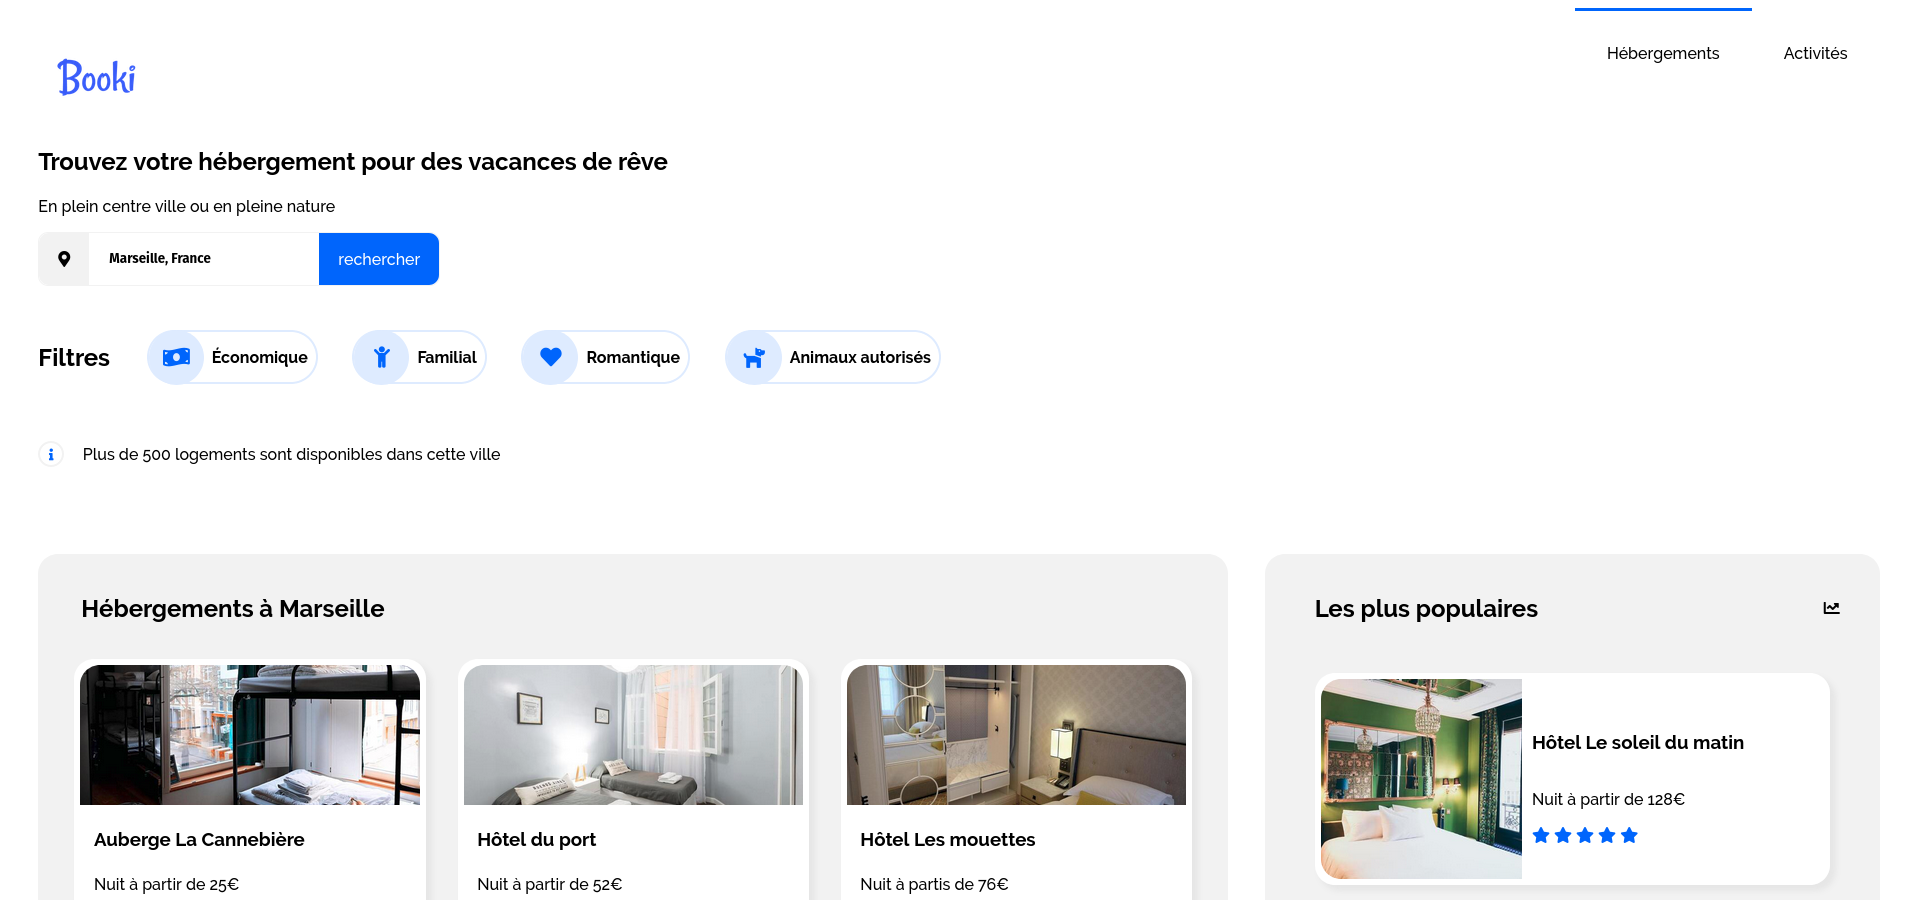 Hébergements
Activités
Booki
Trouvez votre hébergement pour des vacances de rêve
En plein centre ville ou en pleine nature
Marseille, France
rechercher
Filtres
Économique
Familial
Romantique
Animaux autorisés
Plus de 500 logements sont disponibles dans cette ville
Hébergements à Marseille
Auberge La Cannebière
Nuit à partir de 25€
Hôtel du port
Nuit à partir de 52€
Hôtel Les mouettes
Nuit à partis de 76€
Les plus populaires
Hôtel Le soleil du matin
Nuit à partir de 128€